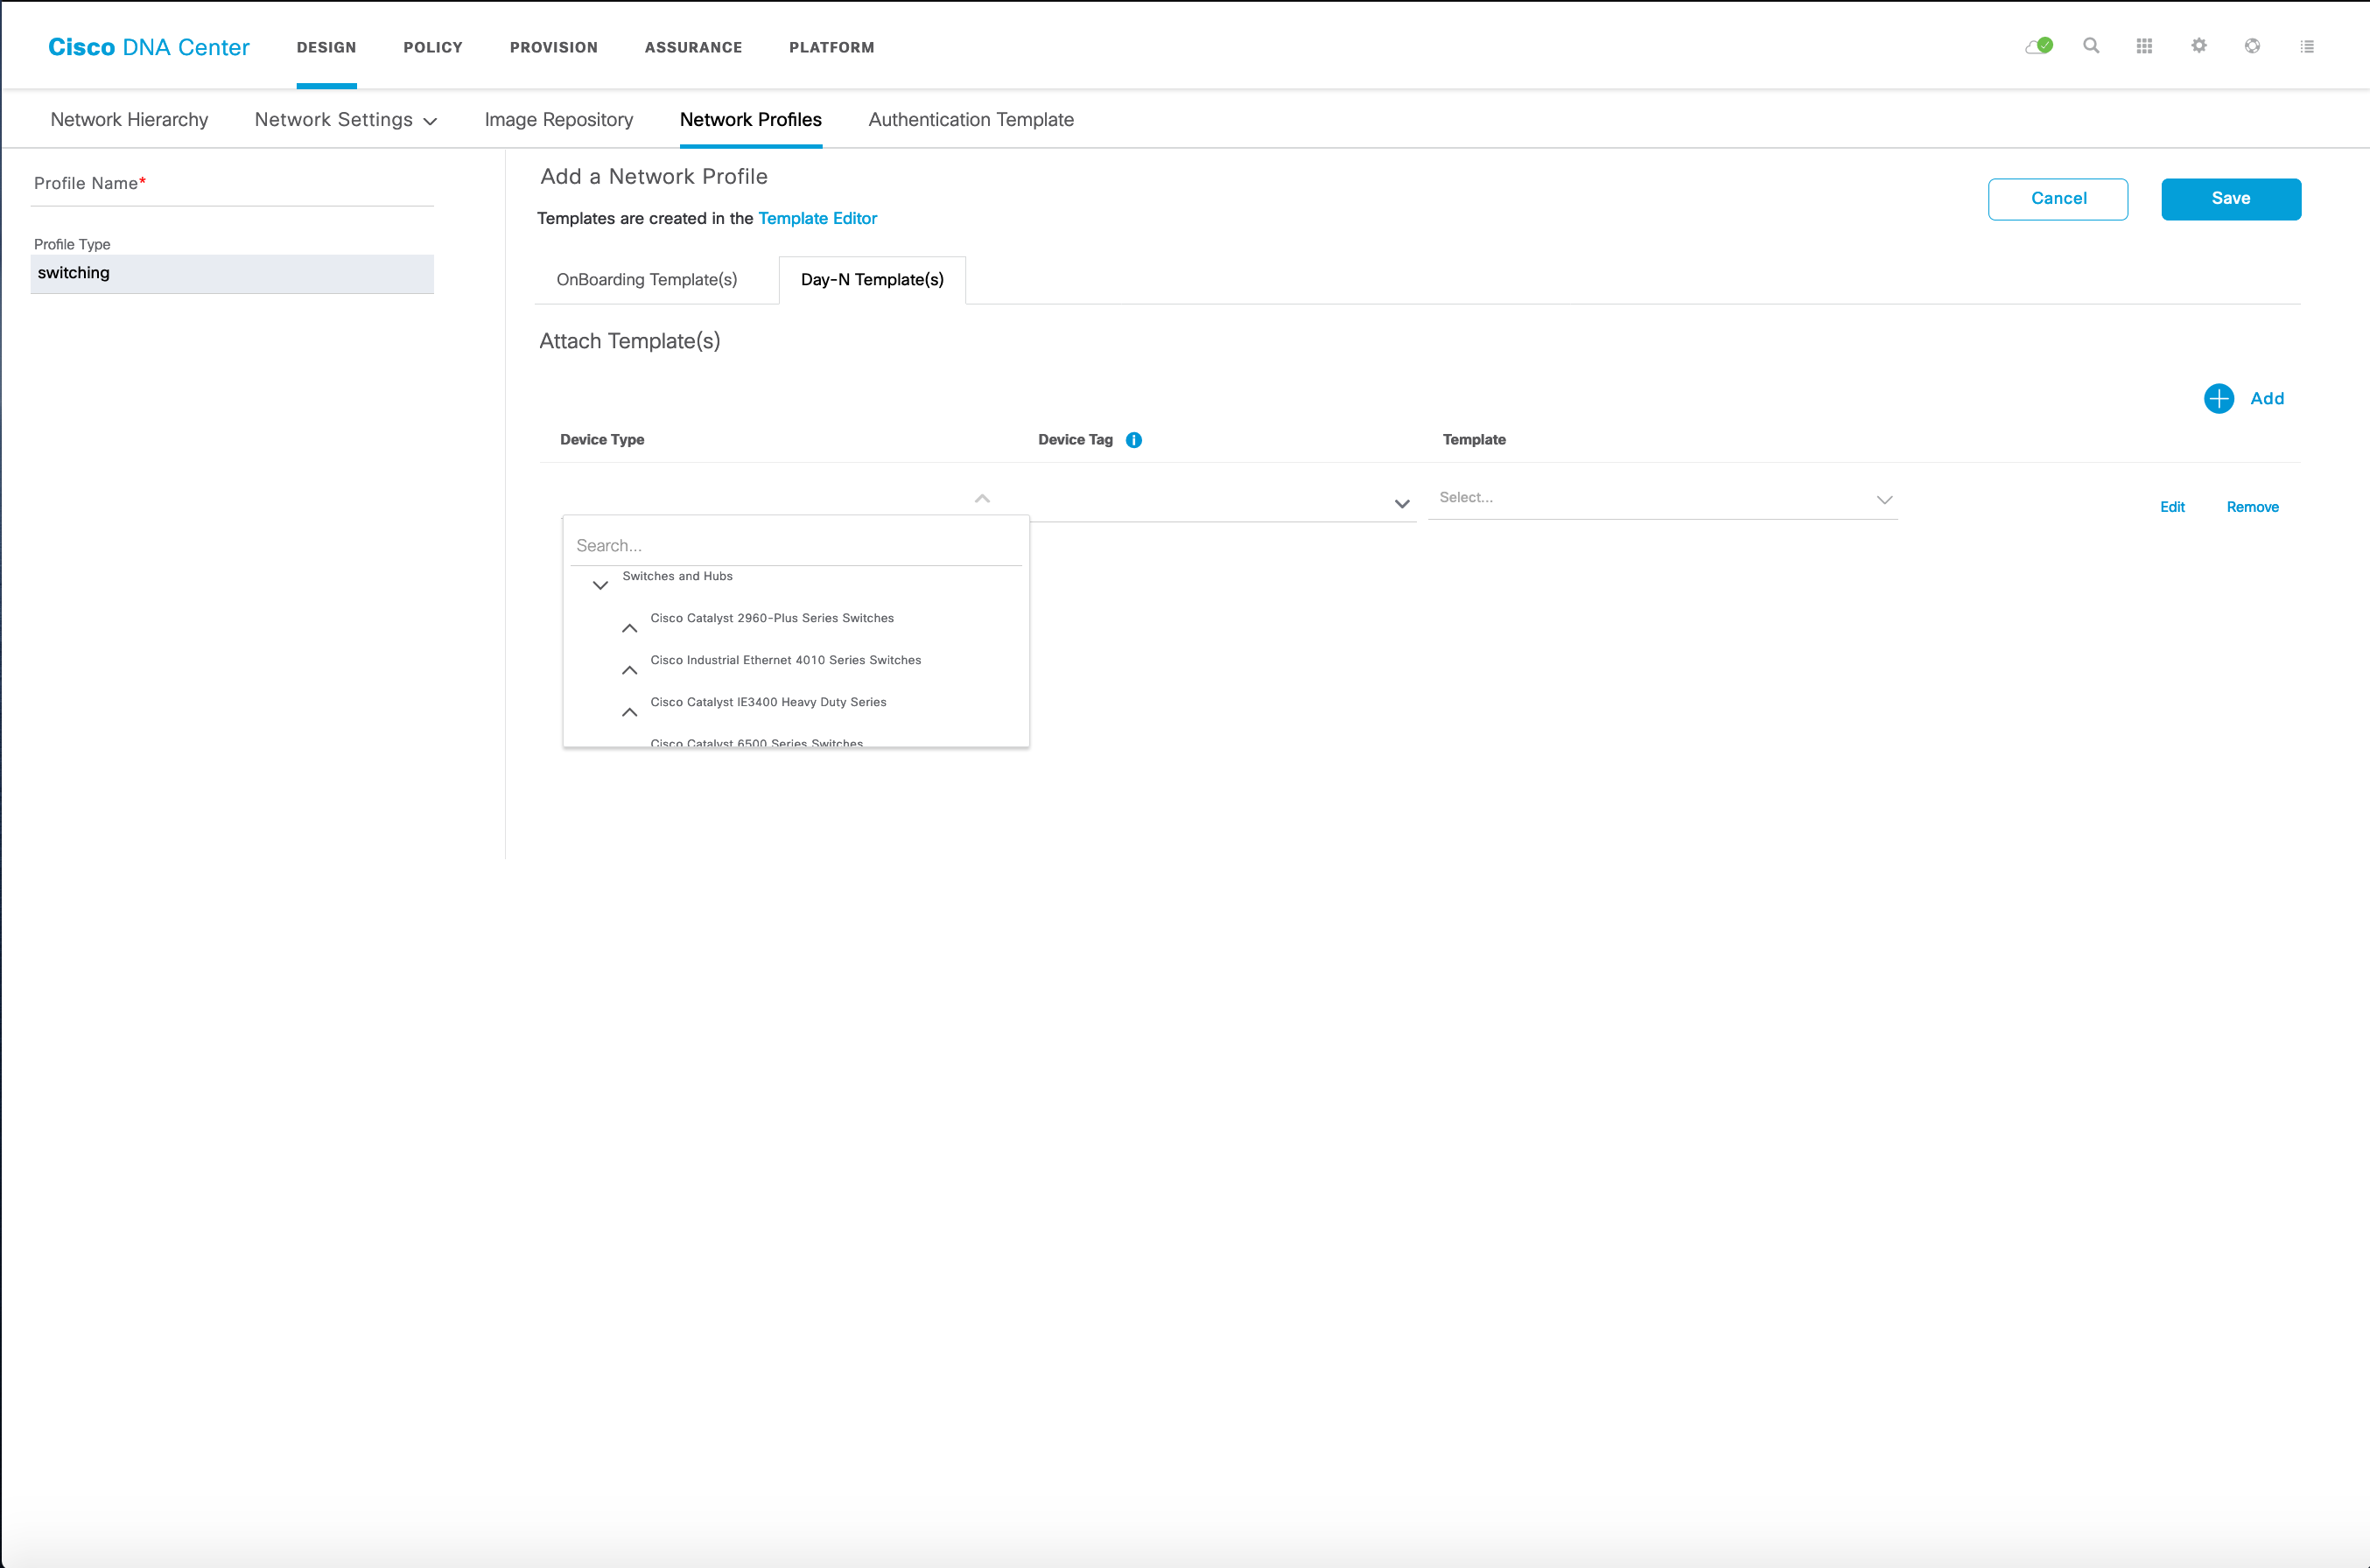 Cisco DNA Center DESIGN POLICY PROVISION ASSURANCE PLATFORM
Network Hierarchy Network Settings Image Repository Network Profiles Authentication Template
Profile Name*
Profile Type
switching
Add a Network Profile
Cancel Save
Templates are created in the Template Editor
OnBoarding Template(s) Day-N Template(s)
Attach Template(s)
Add
Device Type Device Tag i Template
Select...
Edit Remove
Search...
Switches and Hubs
Cisco Catalyst 2960-Plus Series Switches
Cisco Industrial Ethernet 4010 Series Switches
Cisco Catalyst IE3400 Heavy Duty Series
Cisco Catalyst 6500 Series Switches